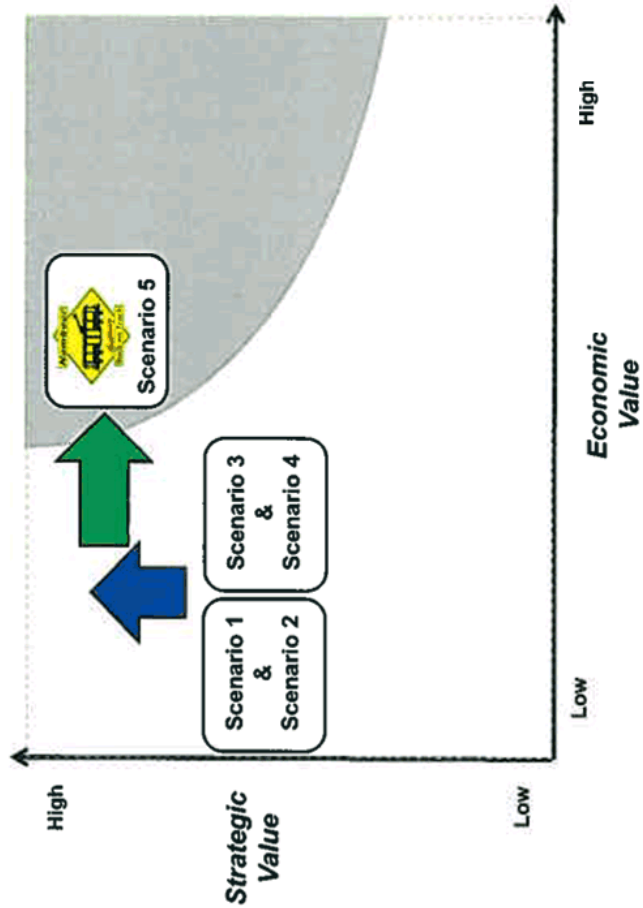 High
Strategic
Value
Low
Scenario 1
&
Scenario 2
Scenario 3
&
Scenario 4
Scenario 5
Low
Economic
Value
High